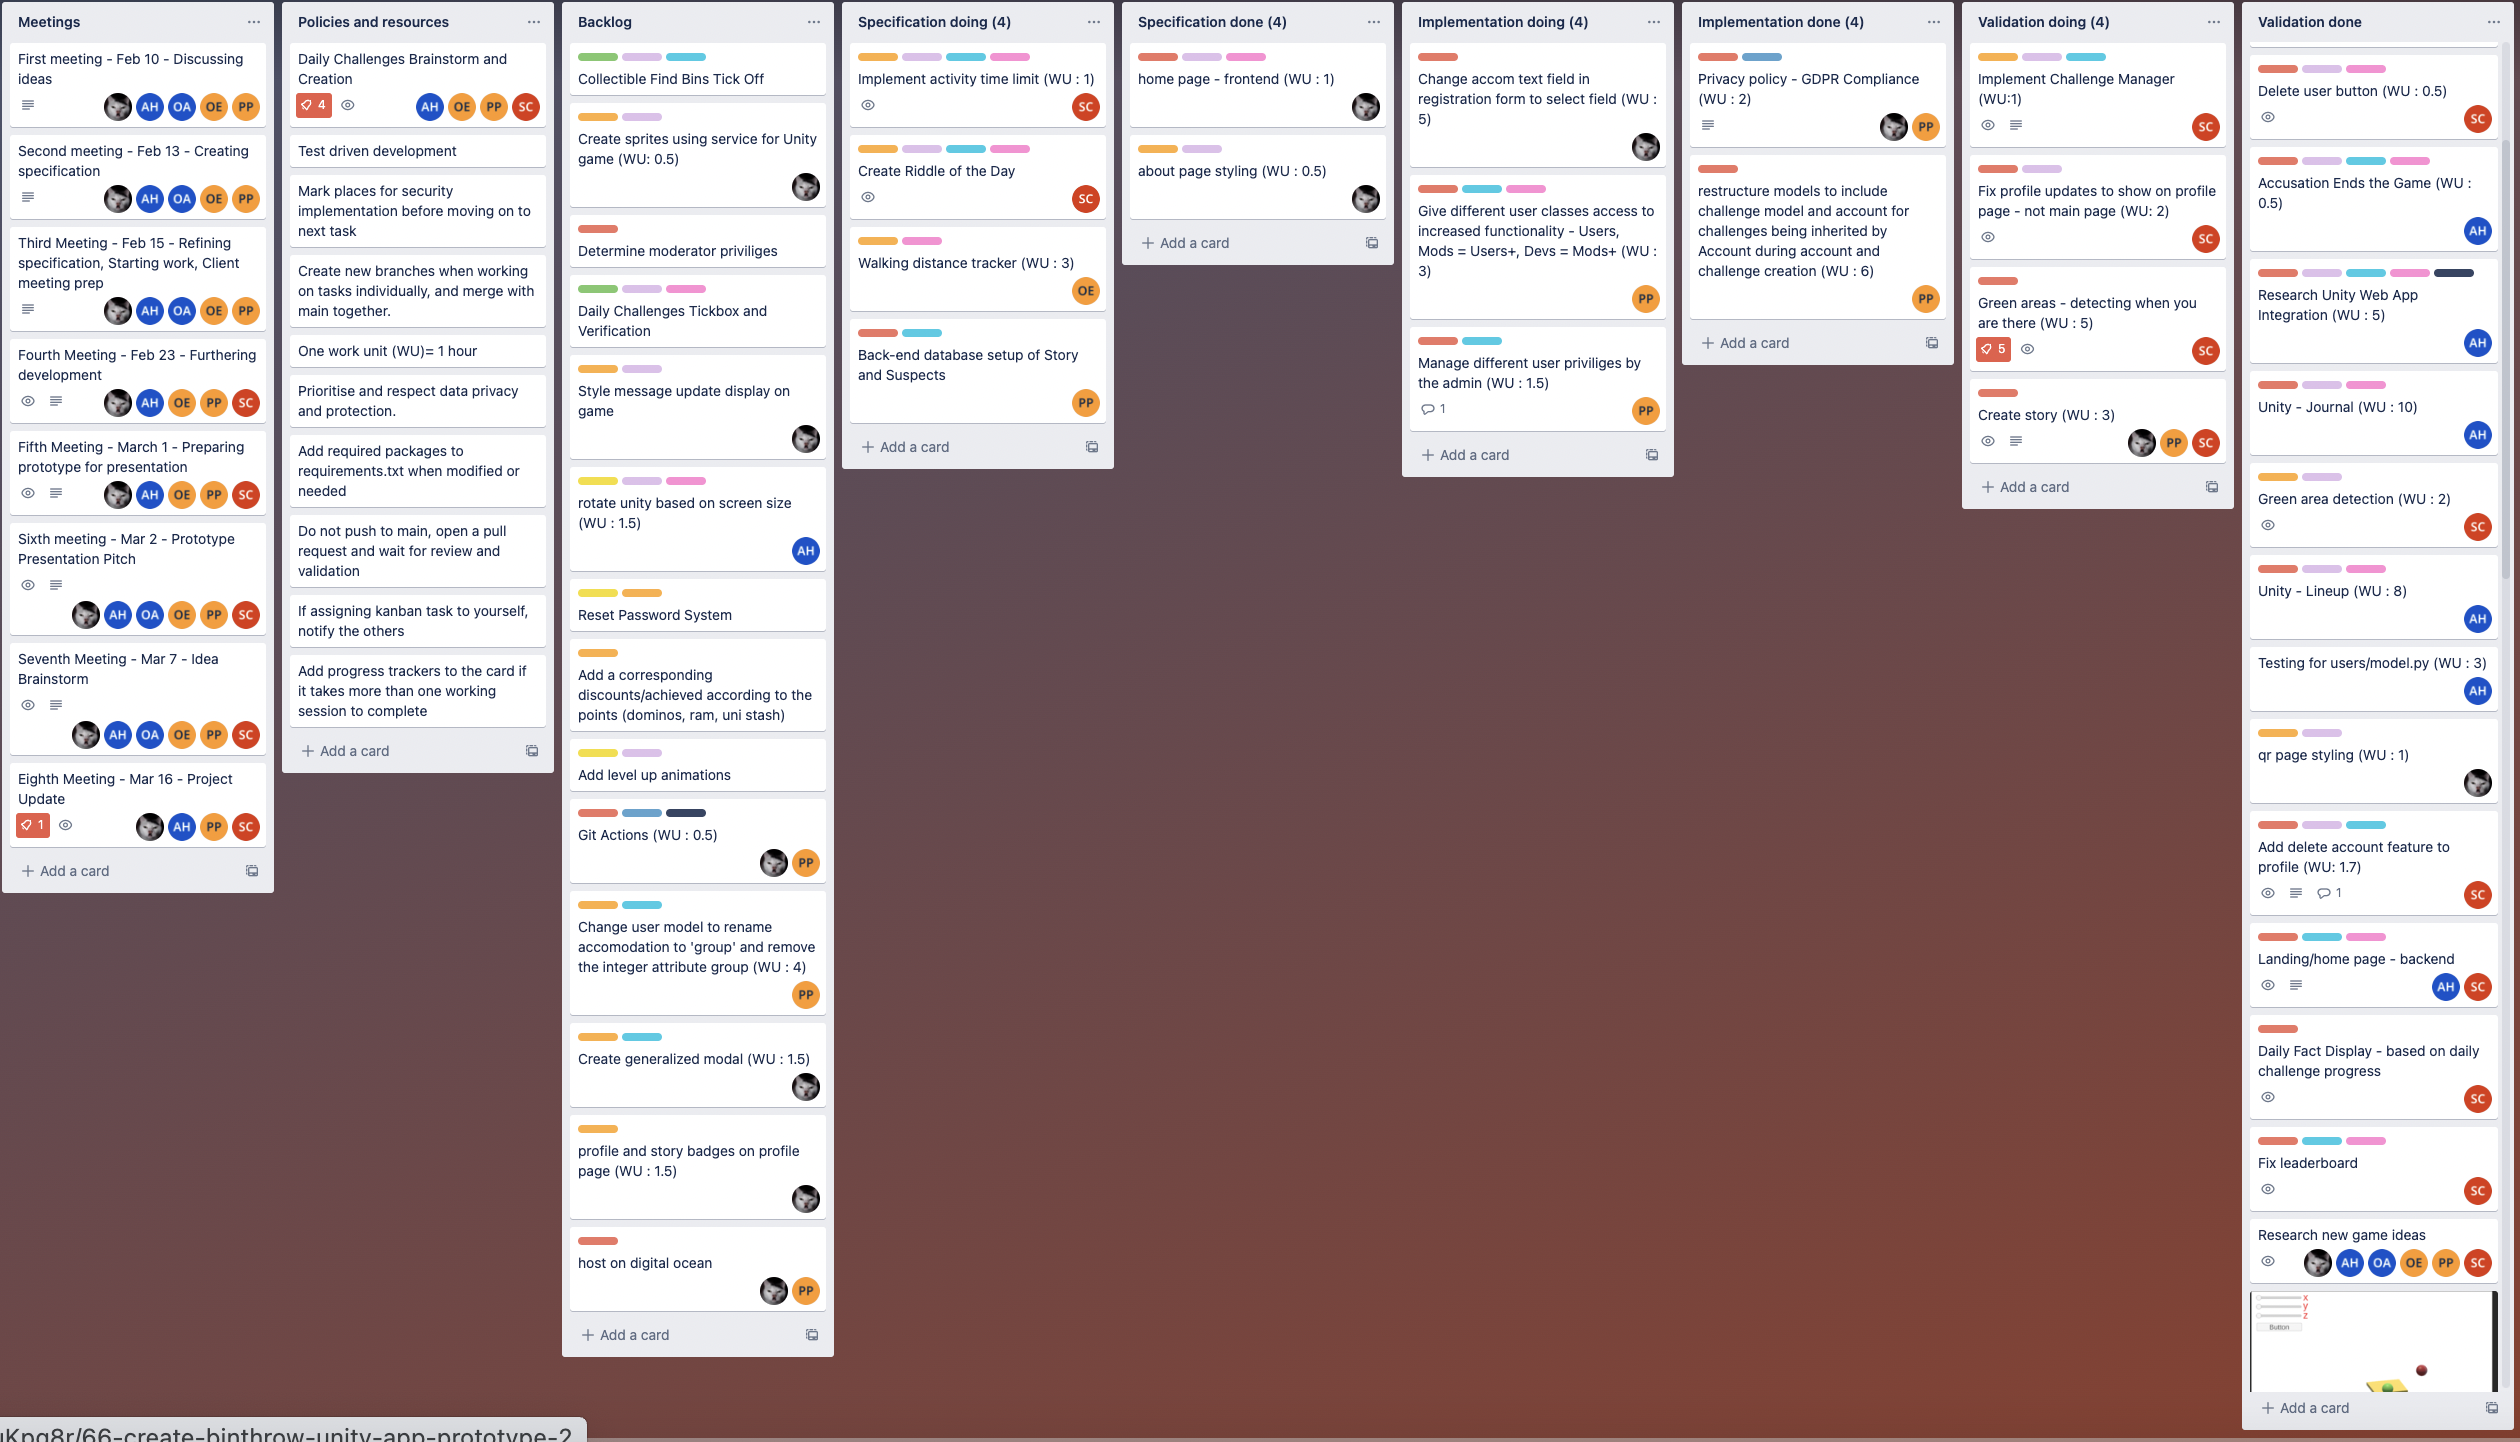 Meetings
First meeting - Feb 10 - Discussing
ideas
AH OA OE PP
Second meeting - Feb 13 - Creating
specification
AH OA OE PP
Third Meeting - Feb 15 - Refining
specification, Starting work, Client
meeting prep
AH OA OE PP
Fourth Meeting - Feb 23 - Furthering
development
AH OE PP SC
Fifth Meeting - March 1 - Preparing
prototype for presentation
AH OE PP SC
Sixth meeting - Mar 2 - Prototype
Presentation Pitch
AH OA OE PP SC
Seventh Meeting - Mar 7 - Idea
Brainstorm
AH OA OE PP SC
Eighth Meeting - Mar 16 - Project
Update
1 AH PP SC
+ Add a card
Policies and resources
Daily Challenges Brainstorm and
Creation
4 AH OE PP SC
Test driven development
Mark places for security
implementation before moving on to
next task
Create new branches when working
on tasks individually, and merge with
main together.
One work unit (WU)= 1 hour
Prioritise and respect data privacy
and protection.
Add required packages to
requirements.txt when modified or
needed
Do not push to main, open a pull
request and wait for review and
validation
If assigning kanban task to yourself,
notify the others
Add progress trackers to the card if
it takes more than one working
session to complete
+ Add a card
Backlog
Collectible Find Bins Tick Off
Create sprites using service for Unity
game (WU: 0.5)
Determine moderator priviliges
Daily Challenges Tickbox and
Verification
Style message update display on
game
rotate unity based on screen size
(WU : 1.5)
AH
Reset Password System
Add a corresponding
discounts/achieved according to the
points (dominos, ram, uni stash)
Add level up animations
Git Actions (WU : 0.5)
PP
Change user model to rename
accomodation to 'group' and remove
the integer attribute group (WU : 4)
PP
Create generalized modal (WU : 1.5)
profile and story badges on profile
page (WU : 1.5)
host on digital ocean
PP
+ Add a card
Specification doing (4)
Implement activity time limit (WU : 1)
SC
Create Riddle of the Day
SC
Walking distance tracker (WU : 3)
OE
Back-end database setup of Story
and Suspects
PP
+ Add a card
Specification done (4)
home page - frontend (WU : 1)
about page styling (WU : 0.5)
+ Add a card
Implementation doing (4)
Change accom text field in
registration form to select field (WU :
5)
Give different user classes access to
increased functionality - Users,
Mods = Users+, Devs = Mods+ (WU :
3)
PP
Manage different user priviliges by
the admin (WU : 1.5)
1 PP
+ Add a card
Implementation done (4)
Privacy policy - GDPR Compliance
(WU : 2)
PP
restructure models to include
challenge model and account for
challenges being inherited by
Account during account and
challenge creation (WU : 6)
PP
+ Add a card
Validation doing (4)
Implement Challenge Manager
(WU:1)
SC
Fix profile updates to show on profile
page - not main page (WU: 2)
SC
Green areas - detecting when you
are there (WU : 5)
5 SC
Create story (WU : 3)
PP SC
+ Add a card
Validation done
Delete user button (WU : 0.5)
SC
Accusation Ends the Game (WU :
0.5)
AH
Research Unity Web App
Integration (WU : 5)
AH
Unity - Journal (WU : 10)
AH
Green area detection (WU : 2)
SC
Unity - Lineup (WU : 8)
AH
Testing for users/model.py (WU : 3)
AH
qr page styling (WU : 1)
Add delete account feature to
profile (WU: 1.7)
1 SC
Landing/home page - backend
AH SC
Daily Fact Display - based on daily
challenge progress
SC
Fix leaderboard
SC
Research new game ideas
AH OA OE PP SC
x
y
z
Button
+ Add a card
Kpq8r/66-create-binthrow-unity-app-prototype-2